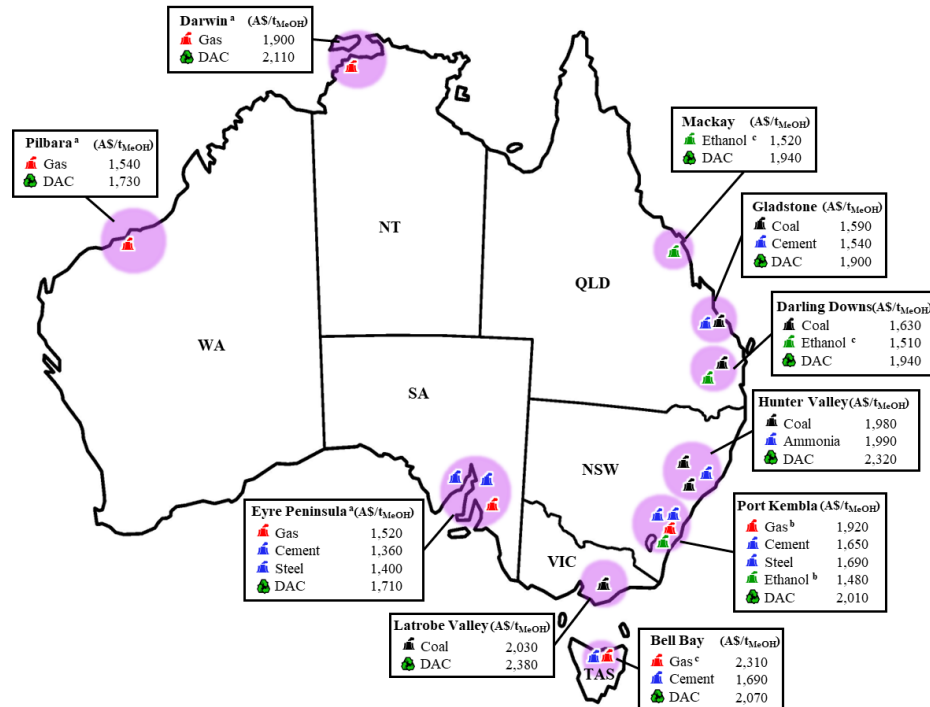 Darwin a (A$/tMeOH)
Gas 1,900
DAC 2,110
Pilbara a (A$/tMeOH)
Gas 1,540
DAC 1,730
Mackay (A$/tMeOH)
Ethanol c 1,520
DAC 1,940
Gladstone (A$/tMeOH)
Coal 1,590
Cement 1,540
DAC 1,900
Darling Downs(A$/tMeOH)
Coal 1,630
Ethanol c 1,510
DAC 1,940
Hunter Valley(A$/tMeOH)
Coal 1,980
Ammonia 1,990
DAC 2,320
Port Kembla (A$/tMeOH)
Gas b 1,920
Cement 1,650
Steel 1,690
Ethanol b 1,480
DAC 2,010
Eyre Peninsula a(A$/tMeOH)
Gas 1,520
Cement 1,360
Steel 1,400
DAC 1,710
Latrobe Valley(A$/tMeOH)
Coal 2,030
DAC 2,380
Bell Bay (A$/tMeOH)
Gas c 2,310
Cement 1,690
DAC 2,070
NT
QLD
WA
SA
NSW
VIC
TAS